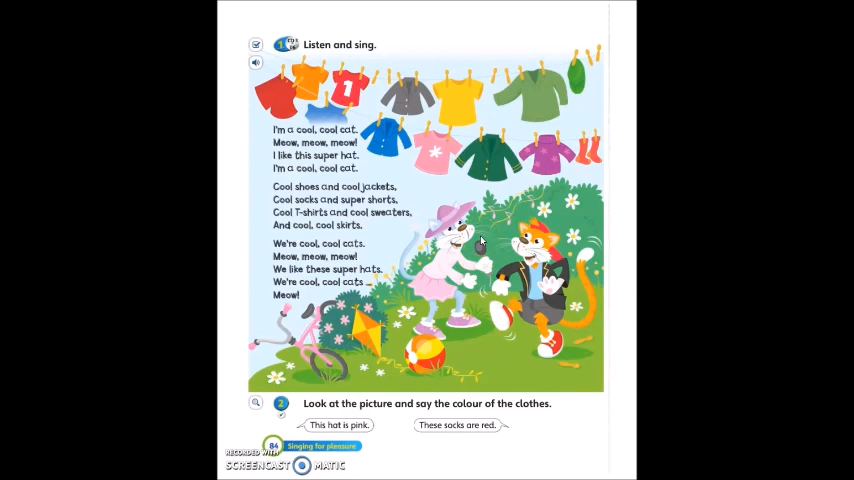 1 Listen and sing.
1
I'm a cool, cool cat.
Meow, meow, meow!
I like this super hat.
I'm a cool, cool cat.
Cool shoes and cool jackets,
Cool socks and super shorts,
Cool T-shirts and cool sweaters,
And cool, cool skirts.
We're cool, cool cats.
Meow, meow, meow!
We like these super hats.
We're cool, cool cats ...
Meow!
2 Look at the picture and say the colour of the clothes.
This hat is pink. These socks are red.
84 Singing for pleasure
RECORDED WITH
SCREENCAST MATIC